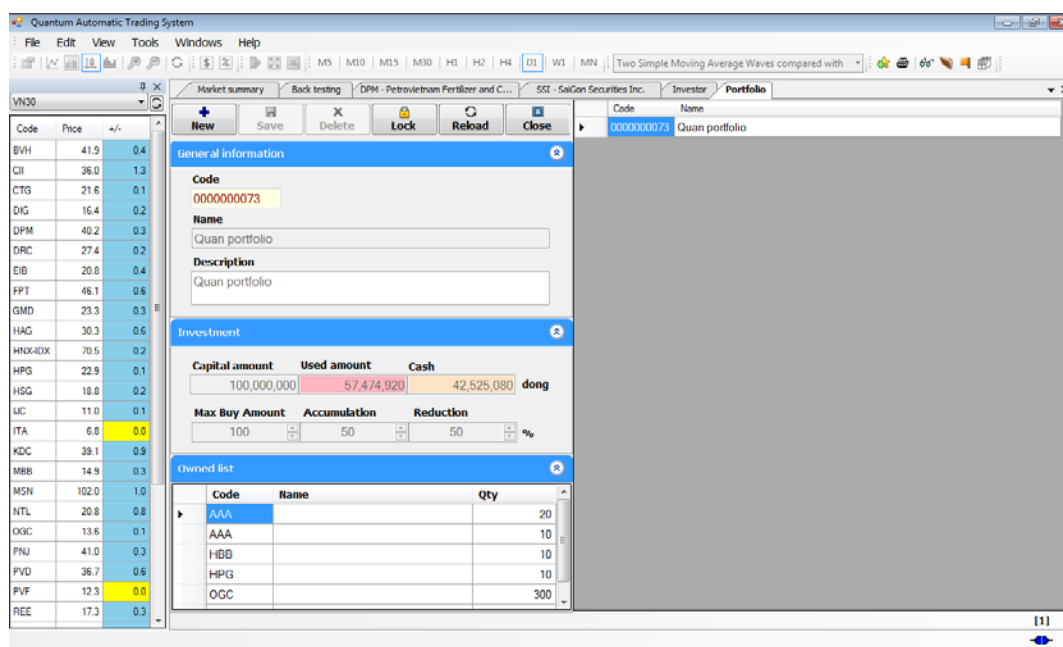 Quantum Automatic Trading System
File Edit View Tools Windows Help
M5 M10 M15 M30 H1 H2 H4 D1 W1 MN Two Simple Moving Average Waves compared with
Market summary Back testing DPM - Petrovietnam Fertlizer and C... SSI - SaiGon Securities Inc. Investor Portfolio
VN30
New Save Delete Lock Reload Close
Code Name
0000000073 Quan portfolio
Code Price +/-
BVH 41.9 0.4
CII 36.0 1.3
CTG 21.6 0.1
DIG 16.4 0.2
DPM 40.2 0.3
DRC 27.4 0.2
EIB 20.8 0.4
FPT 46.1 0.6
GMD 23.3 0.3
HAG 30.3 0.6
HNX-IDX 70.5 0.2
HPG 22.9 0.1
HSG 18.8 0.2
IJC 11.0 0.1
ITA 6.8 0.0
KDC 39.1 0.9
MBB 14.9 0.3
MSN 102.0 1.0
NTL 20.8 0.8
OGC 13.6 0.1
PNJ 41.0 0.3
PVD 36.7 0.6
PVF 12.3 0.0
REE 17.3 0.3
General information
Code
0000000073
Name
Quan portfolio
Description
Quan portfolio
Investment
Capital amount Used amount Cash
100,000,000 57,474,920 42,525,080 dong
Max Buy Amount Accumulation Reduction
100 50 50 %
Owned list
Code Name Qty
AAA 20
AAA 10
HBB 10
HPG 10
OGC 300
[1]